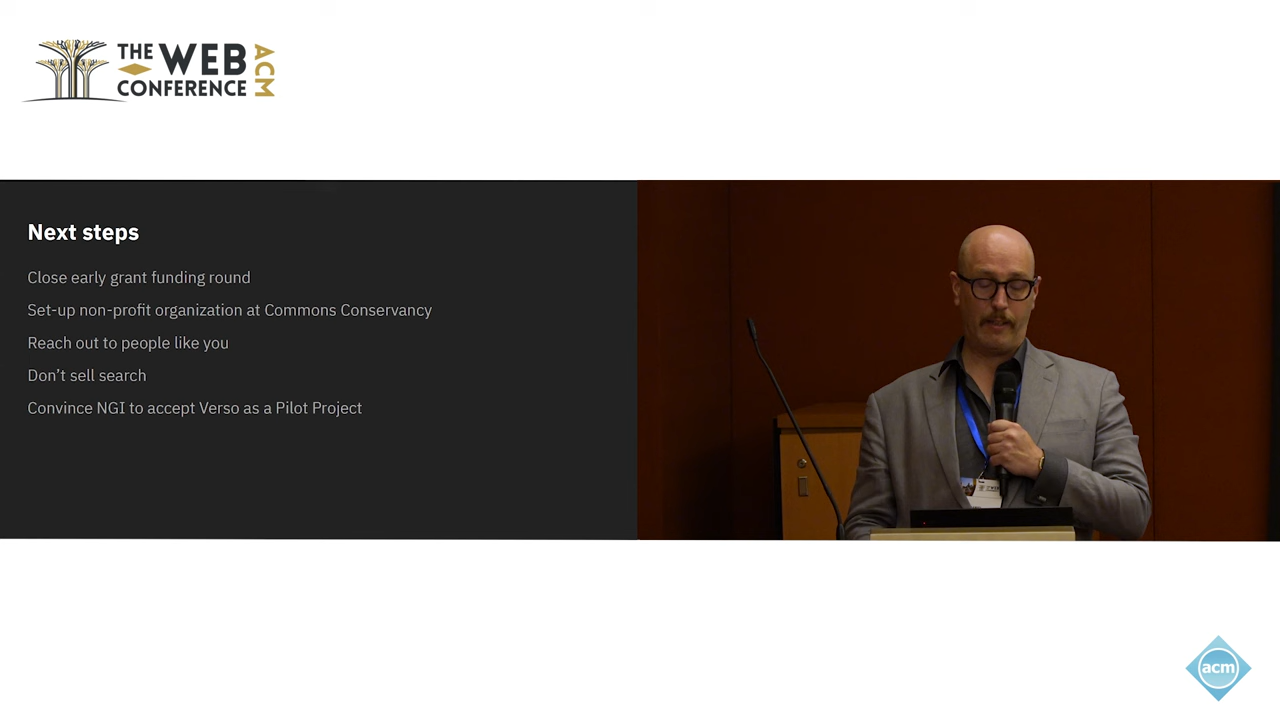 THE WEB
CONFERENCE
ACM
Next steps
Close early grant funding round
Set-up non-profit organization at Commons Conservancy
Reach out to people like you
Don’t sell search
Convince NGI to accept Verso as a Pilot Project
acm